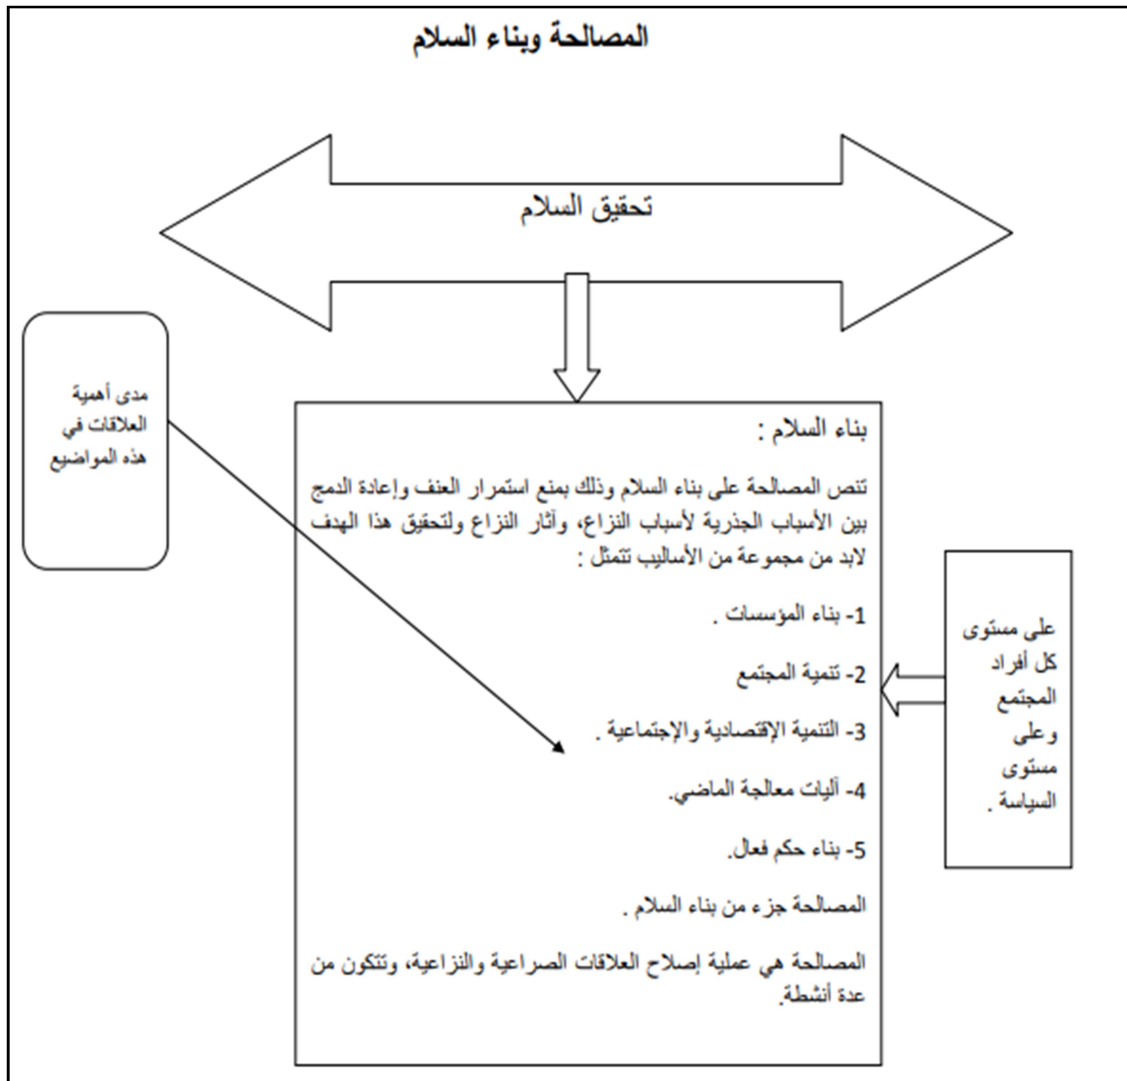 المصالحة وبناء السلام
تحقيق السلام
مدى أهمية
العلاقات في
هذه المواضيع
بناء السلام :
تنص المصالحة على بناء السلام وذلك بمنع استمرار العنف وإعادة الدمج
بين الأسباب الجذرية لأسباب النزاع، وآثار النزاع ولتحقيق هذا الهدف
لابد من مجموعة من الأساليب تتمثل :
1- بناء المؤسسات .
2- تنمية المجتمع
3- التنمية الإقتصادية والإجتماعية .
4- آليات معالجة الماضي.
5- بناء حكم فعال.
المصالحة جزء من بناء السلام .
المصالحة هي عملية إصلاح العلاقات الصراعية والنزاعية، وتتكون من
عدة أنشطة.
على مستوى
كل أفراد
المجتمع
وعلى
مستوى
السياسة .